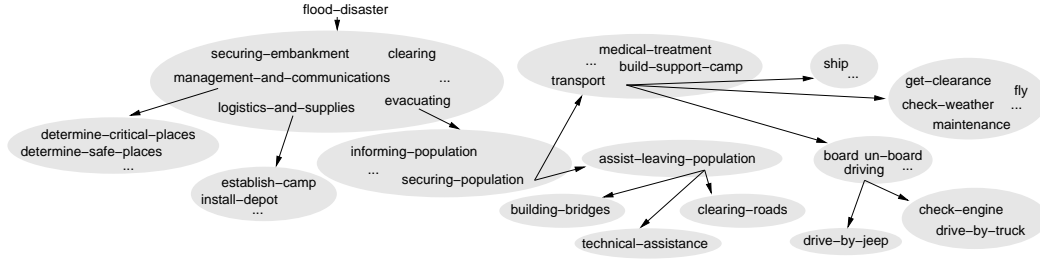 flood–disaster
securing–embankment clearing
management–and–communications ...
logistics–and–supplies evacuating
determine–critical–places
determine–safe–places
...
establish–camp
install–depot
...
informing–population
...
securing–population
medical–treatment
...
build–support–camp
transport
assist–leaving–population
building–bridges
clearing–roads
technical–assistance
ship
...
get–clearance
fly
check–weather ...
maintenance
board un–board
driving ...
drive–by–jeep
check–engine
drive–by–truck